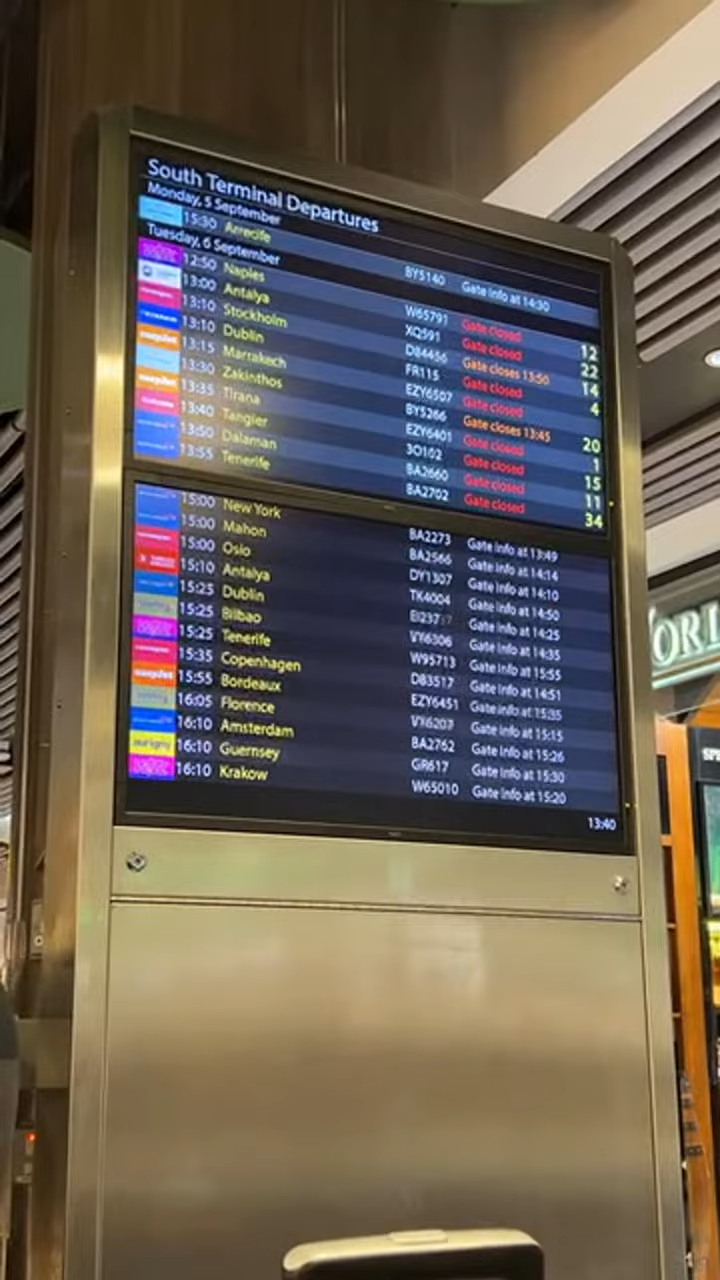 South Terminal Departures
Monday, 5 September
15:30 Arrecife BY5140 Gate info at 14:30
Tuesday, 6 September
12:50 Naples W65791 Gate closed 12
13:00 Antalya XQ591 Gate closed 22
13:10 Stockholm D84456 Gate closes 13:50 14
13:10 Dublin FR115 Gate closed 4
easyJet 13:15 Marrakech EZY6507 Gate closed
13:30 Zakinthos BY5266 Gate closes 13:45 20
easyJet 13:35 Tirana EZY6401 Gate closed 1
13:40 Tangier 3O102 Gate closed 15
13:50 Dalaman BA2660 Gate closed 11
13:55 Tenerife BA2702 Gate closed 34
15:00 New York BA2273 Gate info at 13:49
15:00 Mahon BA2566 Gate info at 14:14
15:00 Oslo DY1307 Gate info at 14:10
15:10 Antalya TK4004 Gate info at 14:50
15:25 Dublin EI237 Gate info at 14:25
15:25 Bilbao VY6306 Gate info at 14:35
15:25 Tenerife W95713 Gate info at 15:55
15:35 Copenhagen D83517 Gate info at 14:51
easyJet 15:55 Bordeaux EZY6451 Gate info at 15:35
16:05 Florence VY6207 Gate info at 15:15
16:10 Amsterdam BA2762 Gate info at 15:26
aurigny 16:10 Guernsey GR617 Gate info at 15:30
16:10 Krakow W65010 Gate info at 15:20
13:40